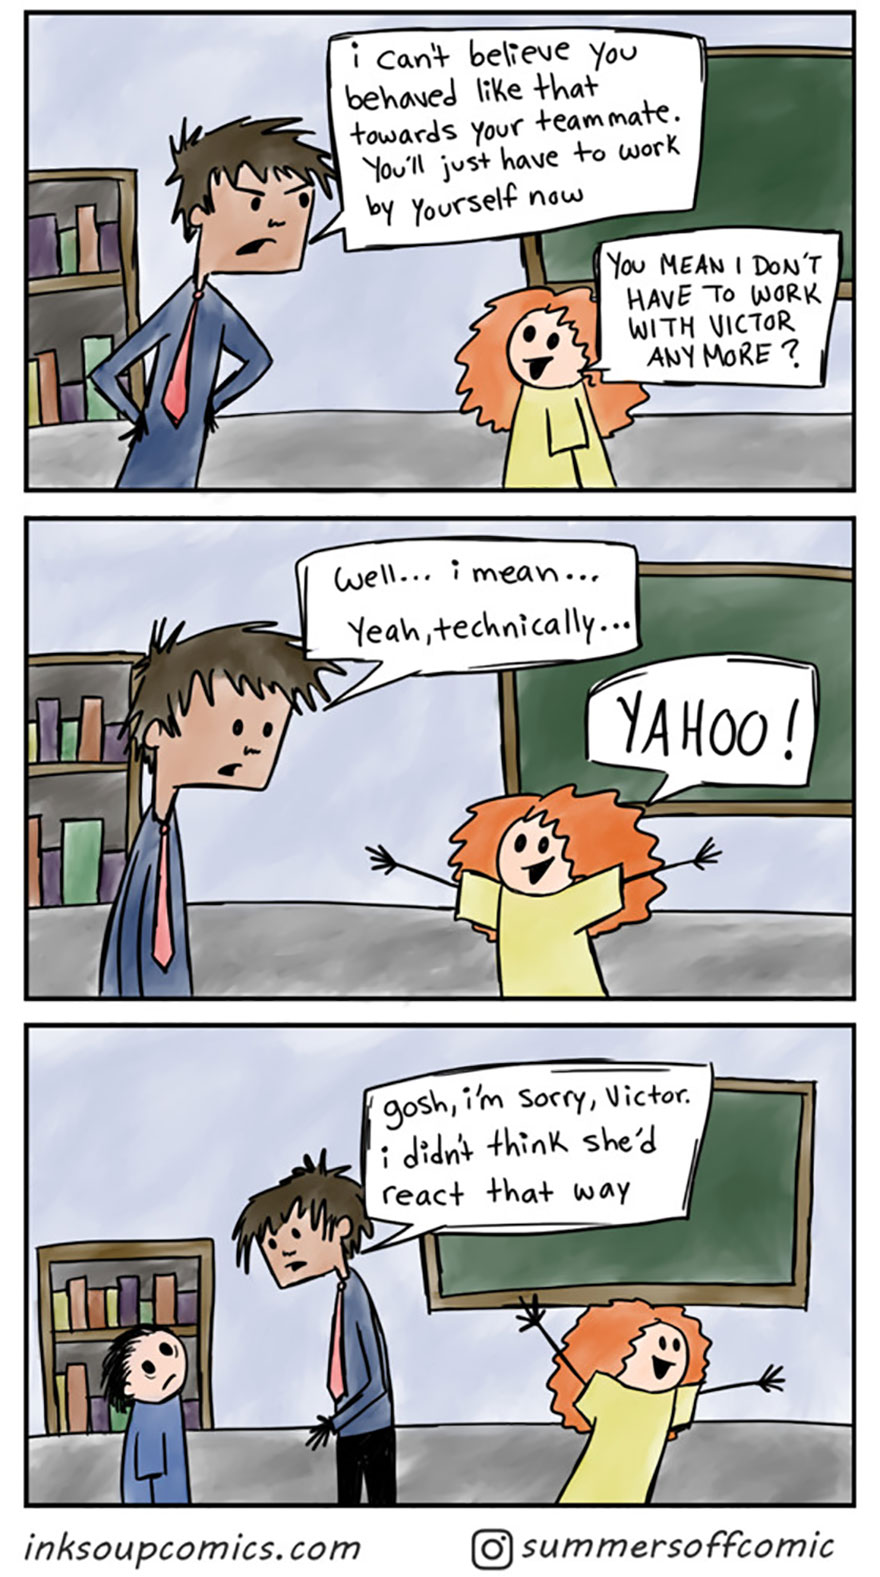 i can't believe you
behaved like that
towards your teammate.
You'll just have to work
by yourself now
YOU MEAN I DON'T
HAVE TO WORK
WITH VICTOR
ANYMORE?
Well... i mean...
Yeah, technically...
YAHOO!
gosh, i'm sorry, Victor.
i didn't think she'd
react that way
inksoupcomics.com
summersoffcomic